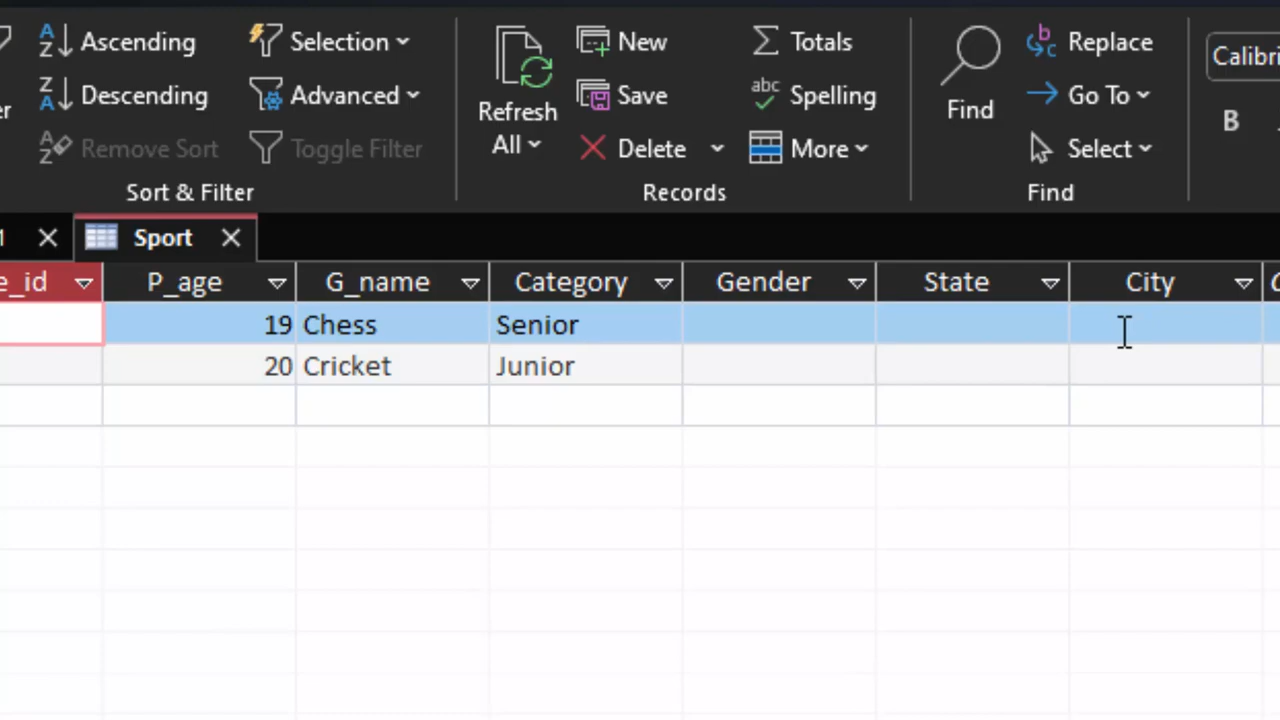 Ascending Selection New Totals Replace
Calibri
Descending Advanced Refresh All Save abc Spelling Find Go To
B
Remove Sort Toggle Filter Delete More Select
Sort & Filter Records Find
Sport
e_id P_age G_name Category Gender State City
19 Chess Senior
20 Cricket Junior